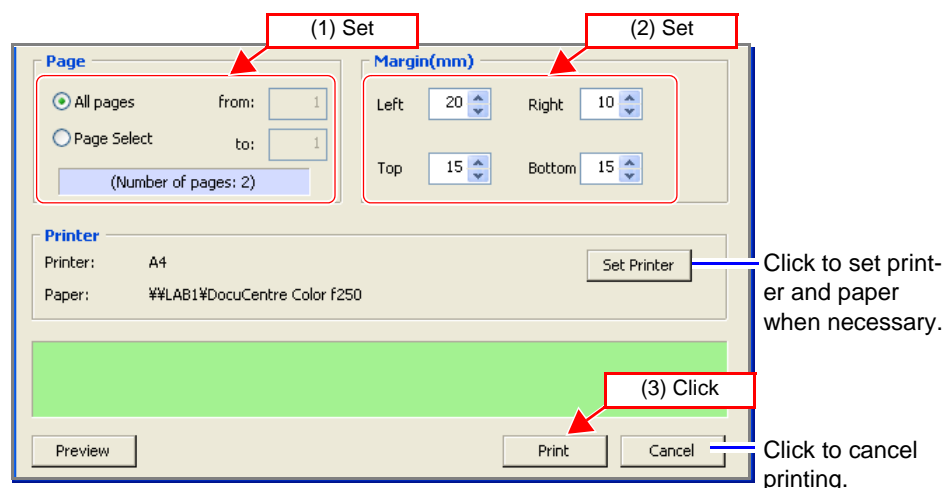 (1) Set
(2) Set
Page
Margin(mm)
All pages
from:
1
Left
20
Right
10
Page Select
to:
1
(Number of pages: 2)
Top
15
Bottom
15
Printer
Printer:
A4
Set Printer
Click to set print-
er and paper
when necessary.
Paper:
¥¥LAB1¥DocuCentre Color f250
(3) Click
Preview
Print
Cancel
Click to cancel
printing.